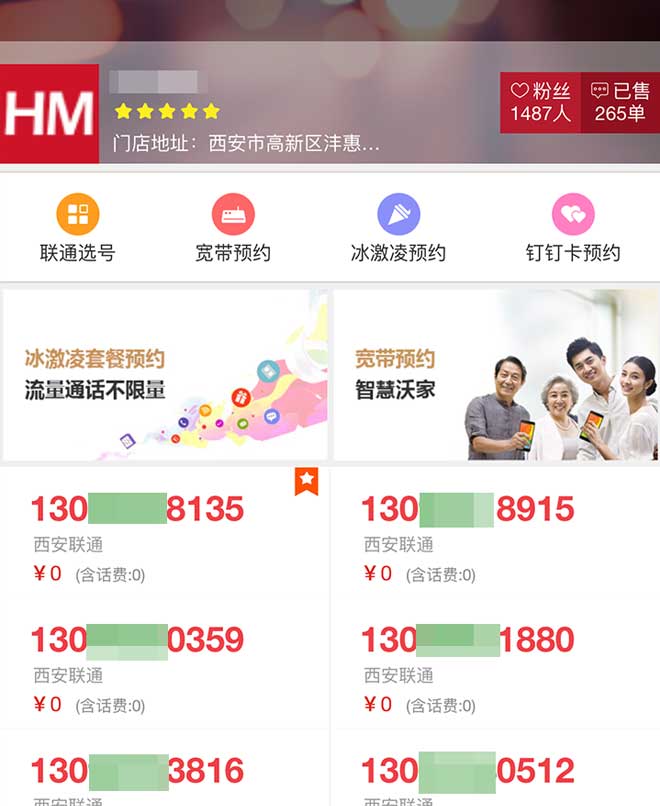 HM
门店地址：西安市高新区沣惠...
粉丝
1487人
已售
265单
联通选号
宽带预约
冰激凌预约
钉钉卡预约
冰激凌套餐预约
流量通话不限量
宽带预约
智慧沃家
130 8135
西安联通
¥0 (含话费:0)
130 8915
西安联通
¥0 (含话费:0)
130 0359
西安联通
¥0 (含话费:0)
130 1880
西安联通
¥0 (含话费:0)
130 3816
西安联通
130 0512
西安联通